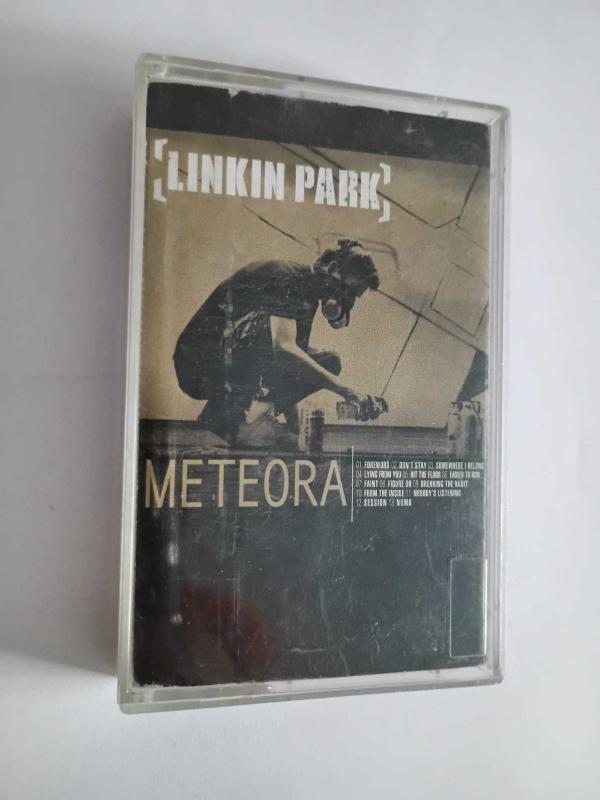 [LINKIN PARK]
METEORA
01. FOREWORD 02. DON'T STAY 03. SOMEWHERE I BELONG
04. LYING FROM YOU 05. HIT THE FLOOR 06. EASIER TO RUN
07. FAINT 08. FIGURE.09 09. BREAKING THE HABIT
10. FROM THE INSIDE 11. NOBODY'S LISTENING
12. SESSION 13. NUMB